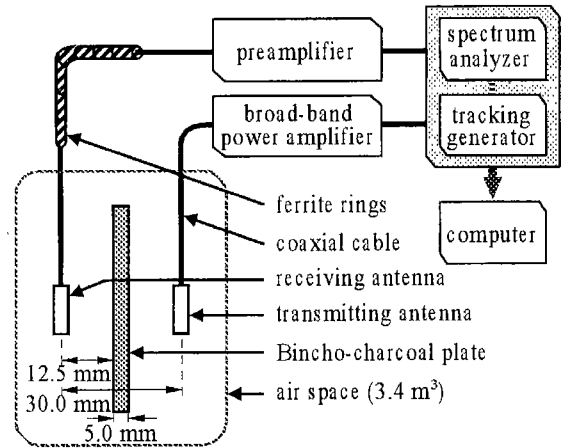 preamplifier
spectrum
analyzer
broad-band
power amplifier
tracking
generator
computer
ferrite rings
coaxial cable
receiving antenna
transmitting antenna
Bincho-charcoal plate
air space (3.4 m³)
12.5 mm
30.0 mm
5.0 mm